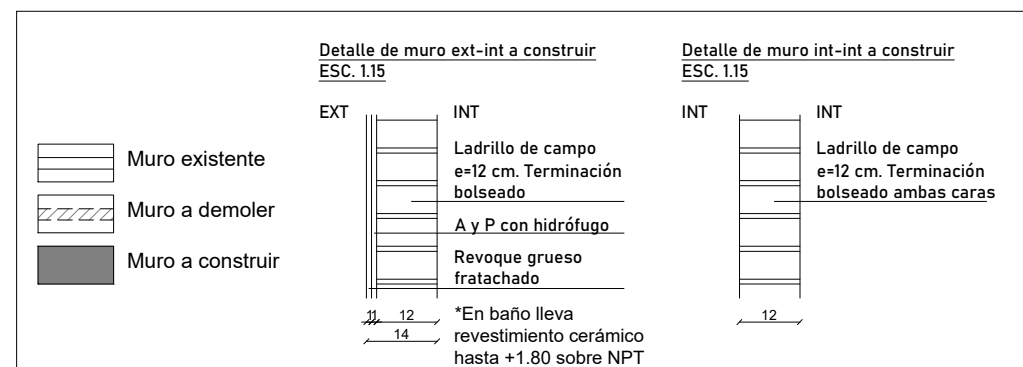 Muro existente
Muro a demoler
Muro a construir
Detalle de muro ext-int a construir
ESC. 1.15
EXT
INT
Ladrillo de campo
e=12 cm. Terminación
bolseado
A y P con hidrófugo
Revoque grueso
fratachado
1 1 12
14
*En baño lleva
revestimiento cerámico
hasta +1.80 sobre NPT
Detalle de muro int-int a construir
ESC. 1.15
INT
INT
Ladrillo de campo
e=12 cm. Terminación
bolseado ambas caras
12